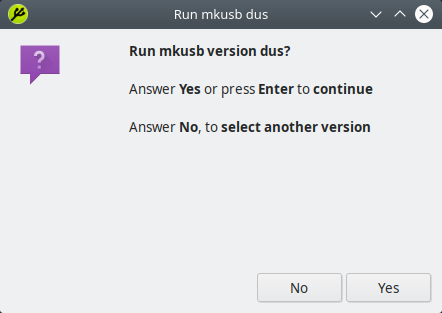 Run mkusb dus
Run mkusb version dus?
Answer Yes or press Enter to continue
Answer No, to select another version
No
Yes